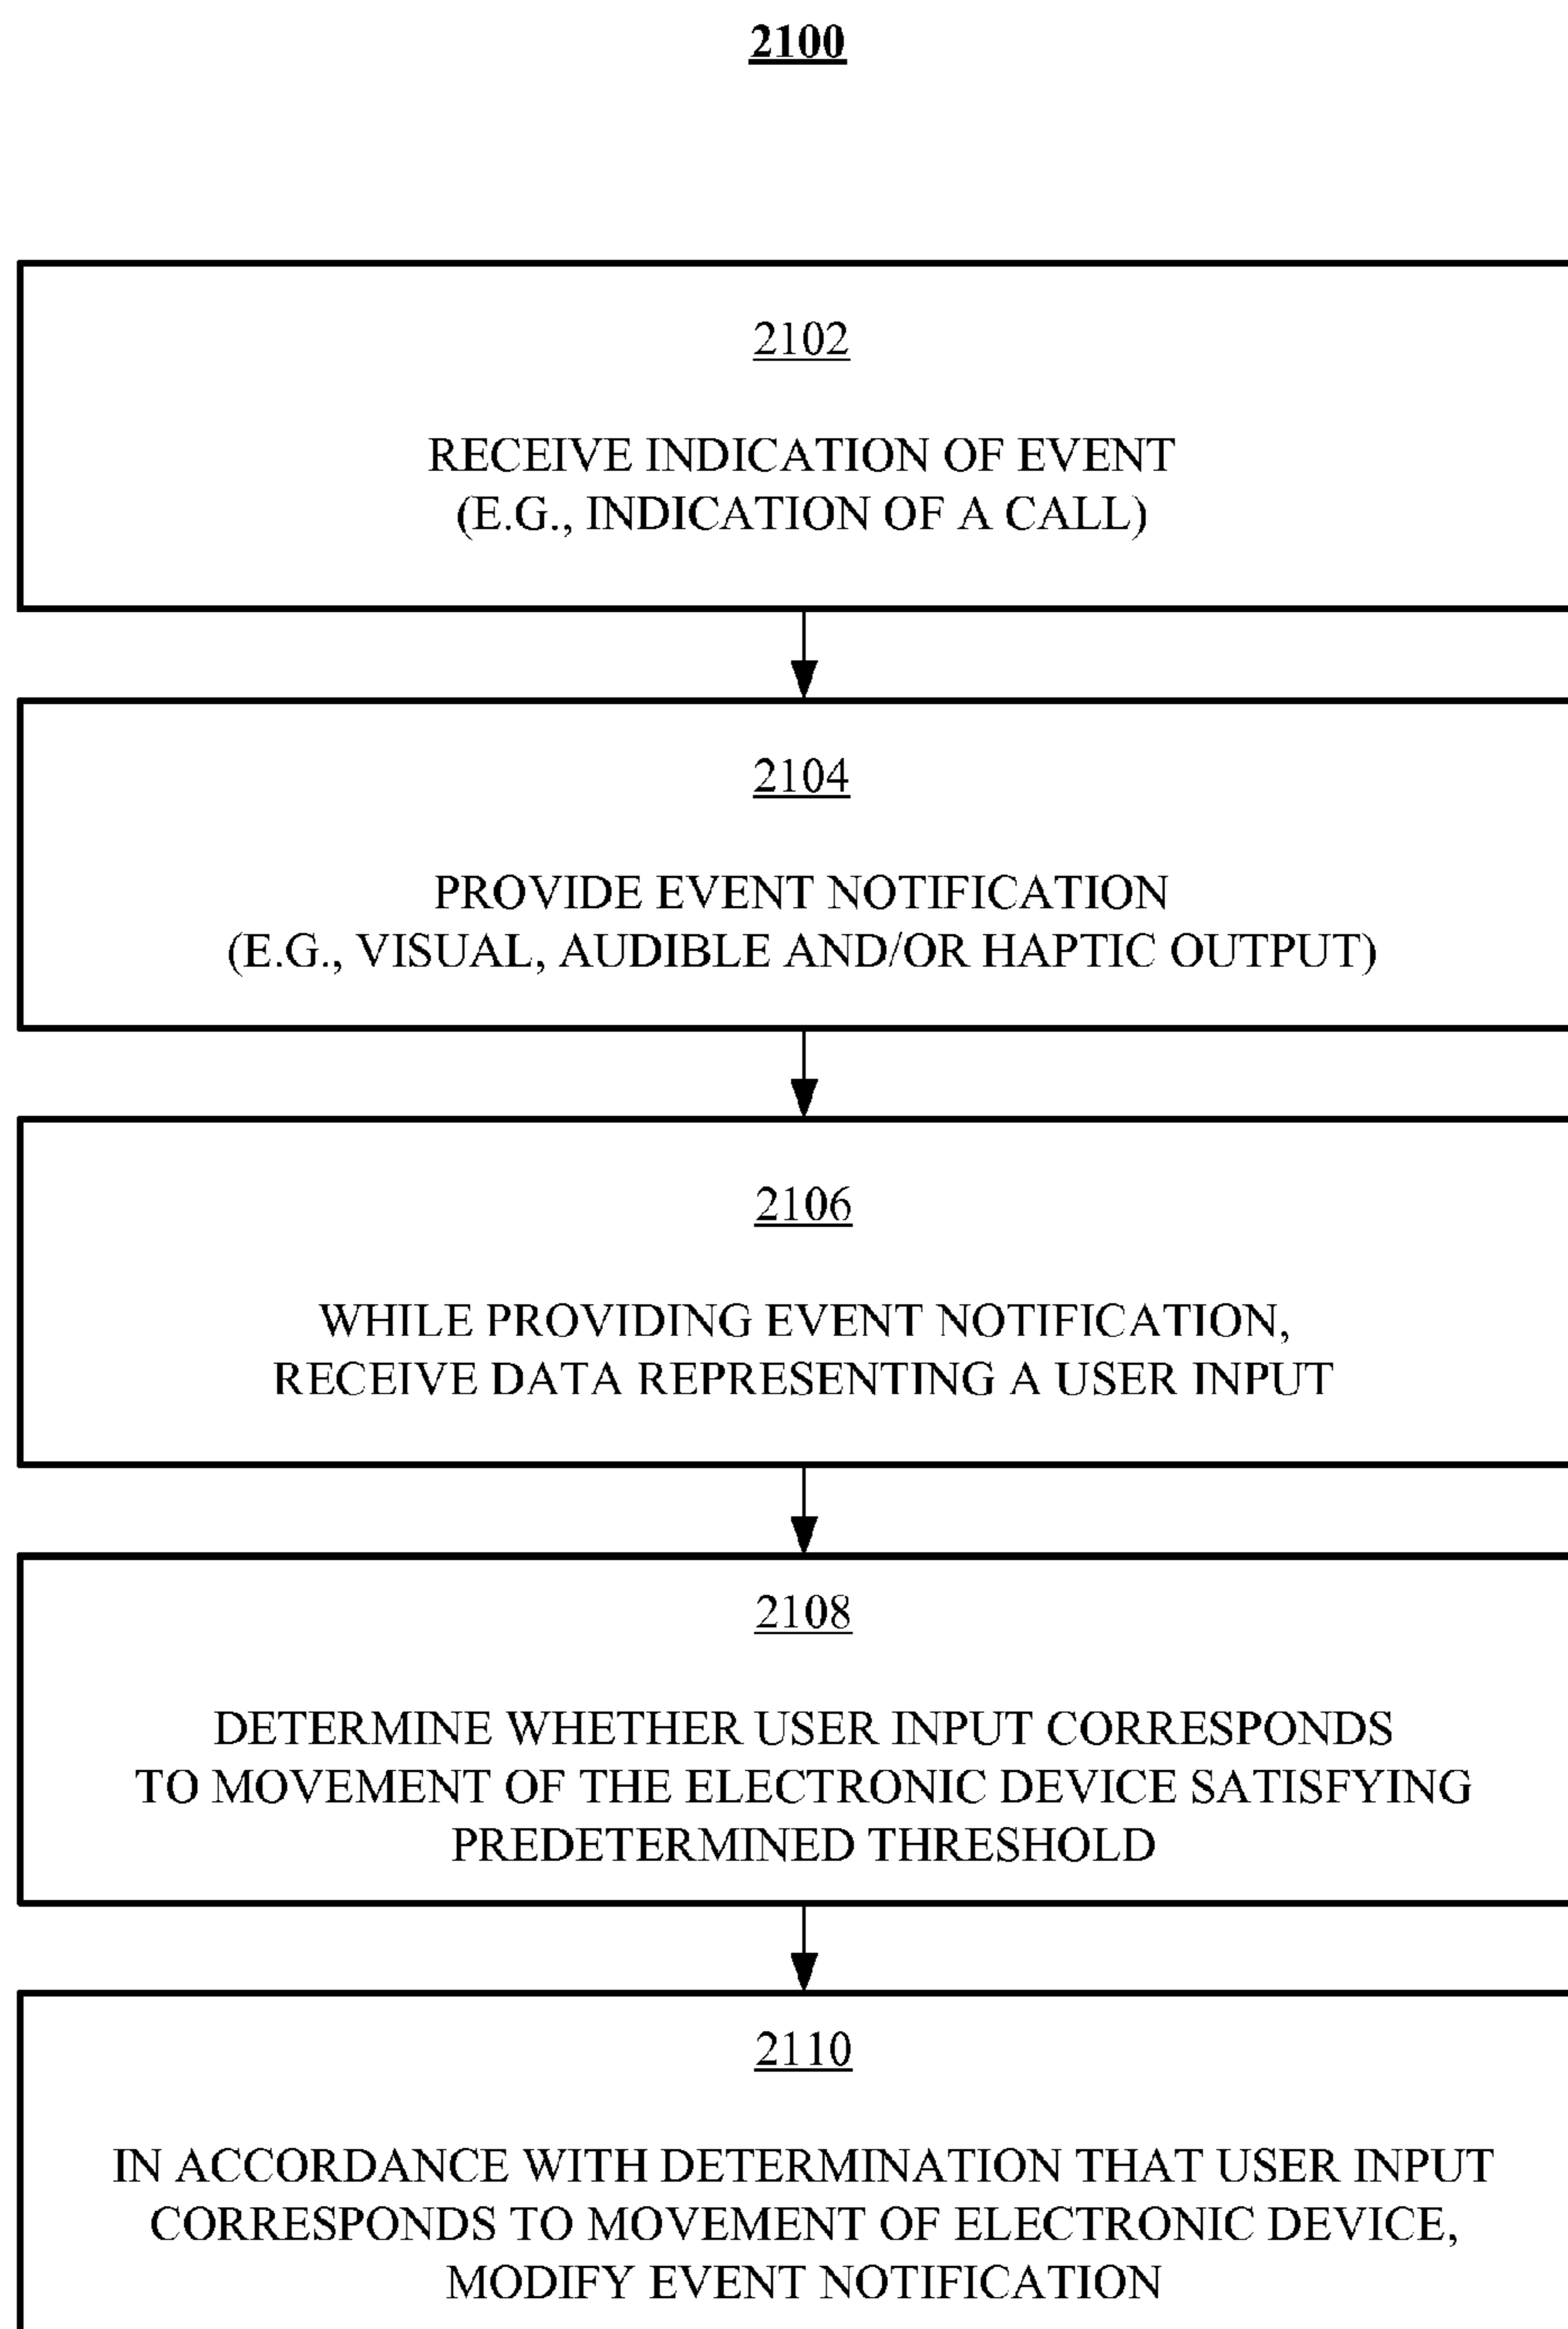 2100
2102
RECEIVE INDICATION OF EVENT
(E.G., INDICATION OF A CALL)
2104
PROVIDE EVENT NOTIFICATION
(E.G., VISUAL, AUDIBLE AND/OR HAPTIC OUTPUT)
2106
WHILE PROVIDING EVENT NOTIFICATION,
RECEIVE DATA REPRESENTING A USER INPUT
2108
DETERMINE WHETHER USER INPUT CORRESPONDS
TO MOVEMENT OF THE ELECTRONIC DEVICE SATISFYING
PREDETERMINED THRESHOLD
2110
IN ACCORDANCE WITH DETERMINATION THAT USER INPUT
CORRESPONDS TO MOVEMENT OF ELECTRONIC DEVICE,
MODIFY EVENT NOTIFICATION